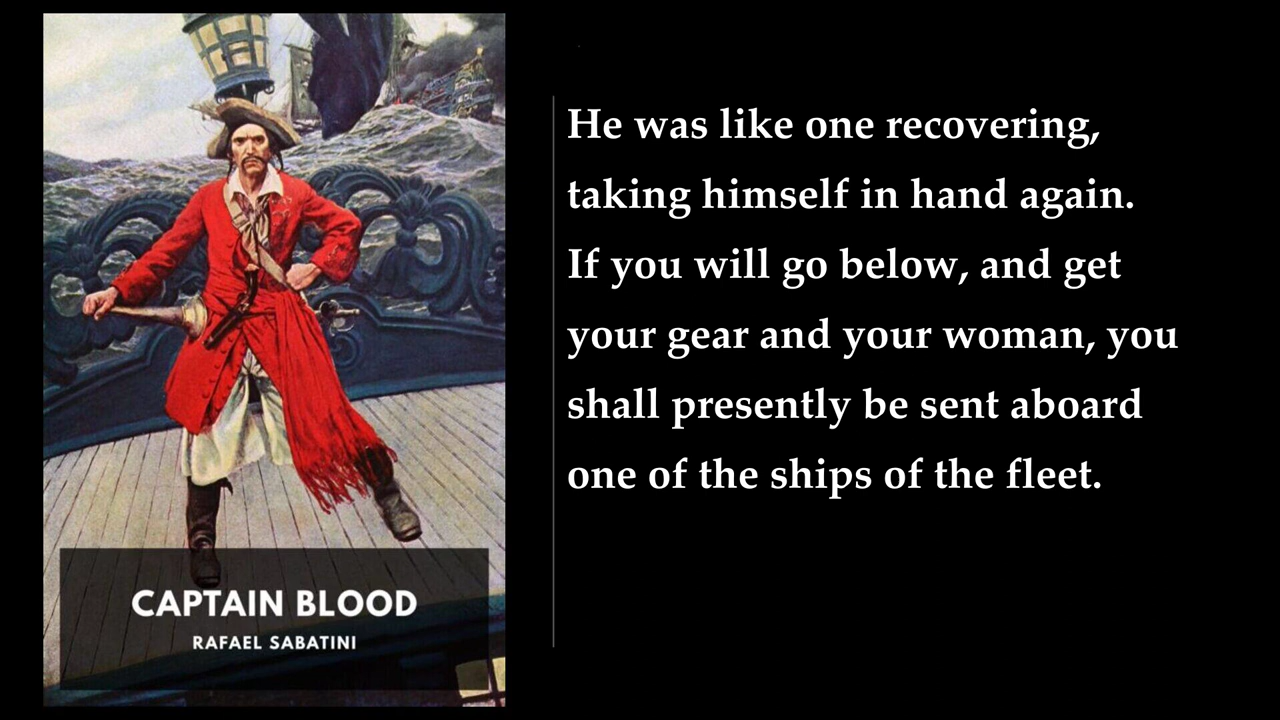 He was like one recovering,
taking himself in hand again.
If you will go below, and get
your gear and your woman, you
shall presently be sent aboard
one of the ships of the fleet.
CAPTAIN BLOOD
RAFAEL SABATINI